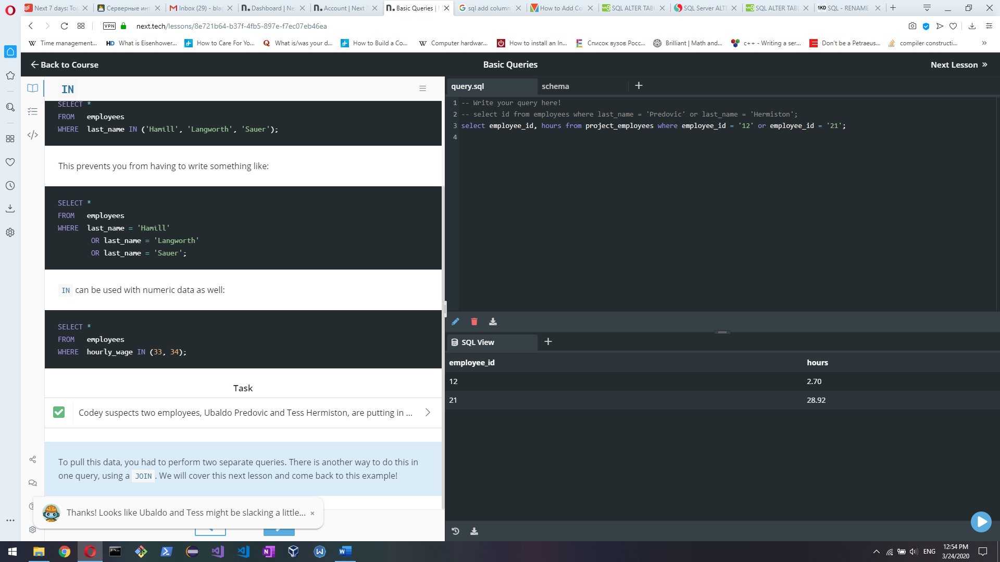 Next 7 days: Toc
Серверные инт
Inbox (29) - blac
Dashboard | Ne
Account | Next T
Basic Queries |
sql add column
How to Add Co
SQL ALTER TAB
SQL Server ALTE
SQL ALTER TAB
1KD SQL - RENAME
VPN
next.tech/lessons/8e721b64-b37f-4fb5-897e-f7ec07eb46ea
Time management...
HD What is Eisenhower...
How to Care For Yo...
What is/was your d...
How to Build a Co...
Computer hardwar...
How to install an In...
Список вузов Росс...
Brilliant | Math and...
c++ - Writing a ser...
Don't be a Petraeus...
compiler constructi...
Back to Course
Basic Queries
Next Lesson
IN
SELECT *
FROM employees
WHERE last_name IN ('Hamill', 'Langworth', 'Sauer');
This prevents you from having to write something like:
SELECT *
FROM employees
WHERE last_name = 'Hamill'
OR last_name = 'Langworth'
OR last_name = 'Sauer';
IN can be used with numeric data as well:
SELECT *
FROM employees
WHERE hourly_wage IN (33, 34);
Task
Codey suspects two employees, Ubaldo Predovic and Tess Hermiston, are putting in ...
To pull this data, you had to perform two separate queries. There is another way to do this in
one query, using a JOIN. We will cover this next lesson and come back to this example!
Thanks! Looks like Ubaldo and Tess might be slacking a little... ×
query.sql
schema
1 -- Write your query here!
2 -- select id from employees where last_name = 'Predovic' or last_name = 'Hermiston';
3 select employee_id, hours from project_employees where employee_id = '12' or employee_id = '21';
4
SQL View
employee_id hours
12 2.70
21 28.92
ENG
12:54 PM
3/24/2020